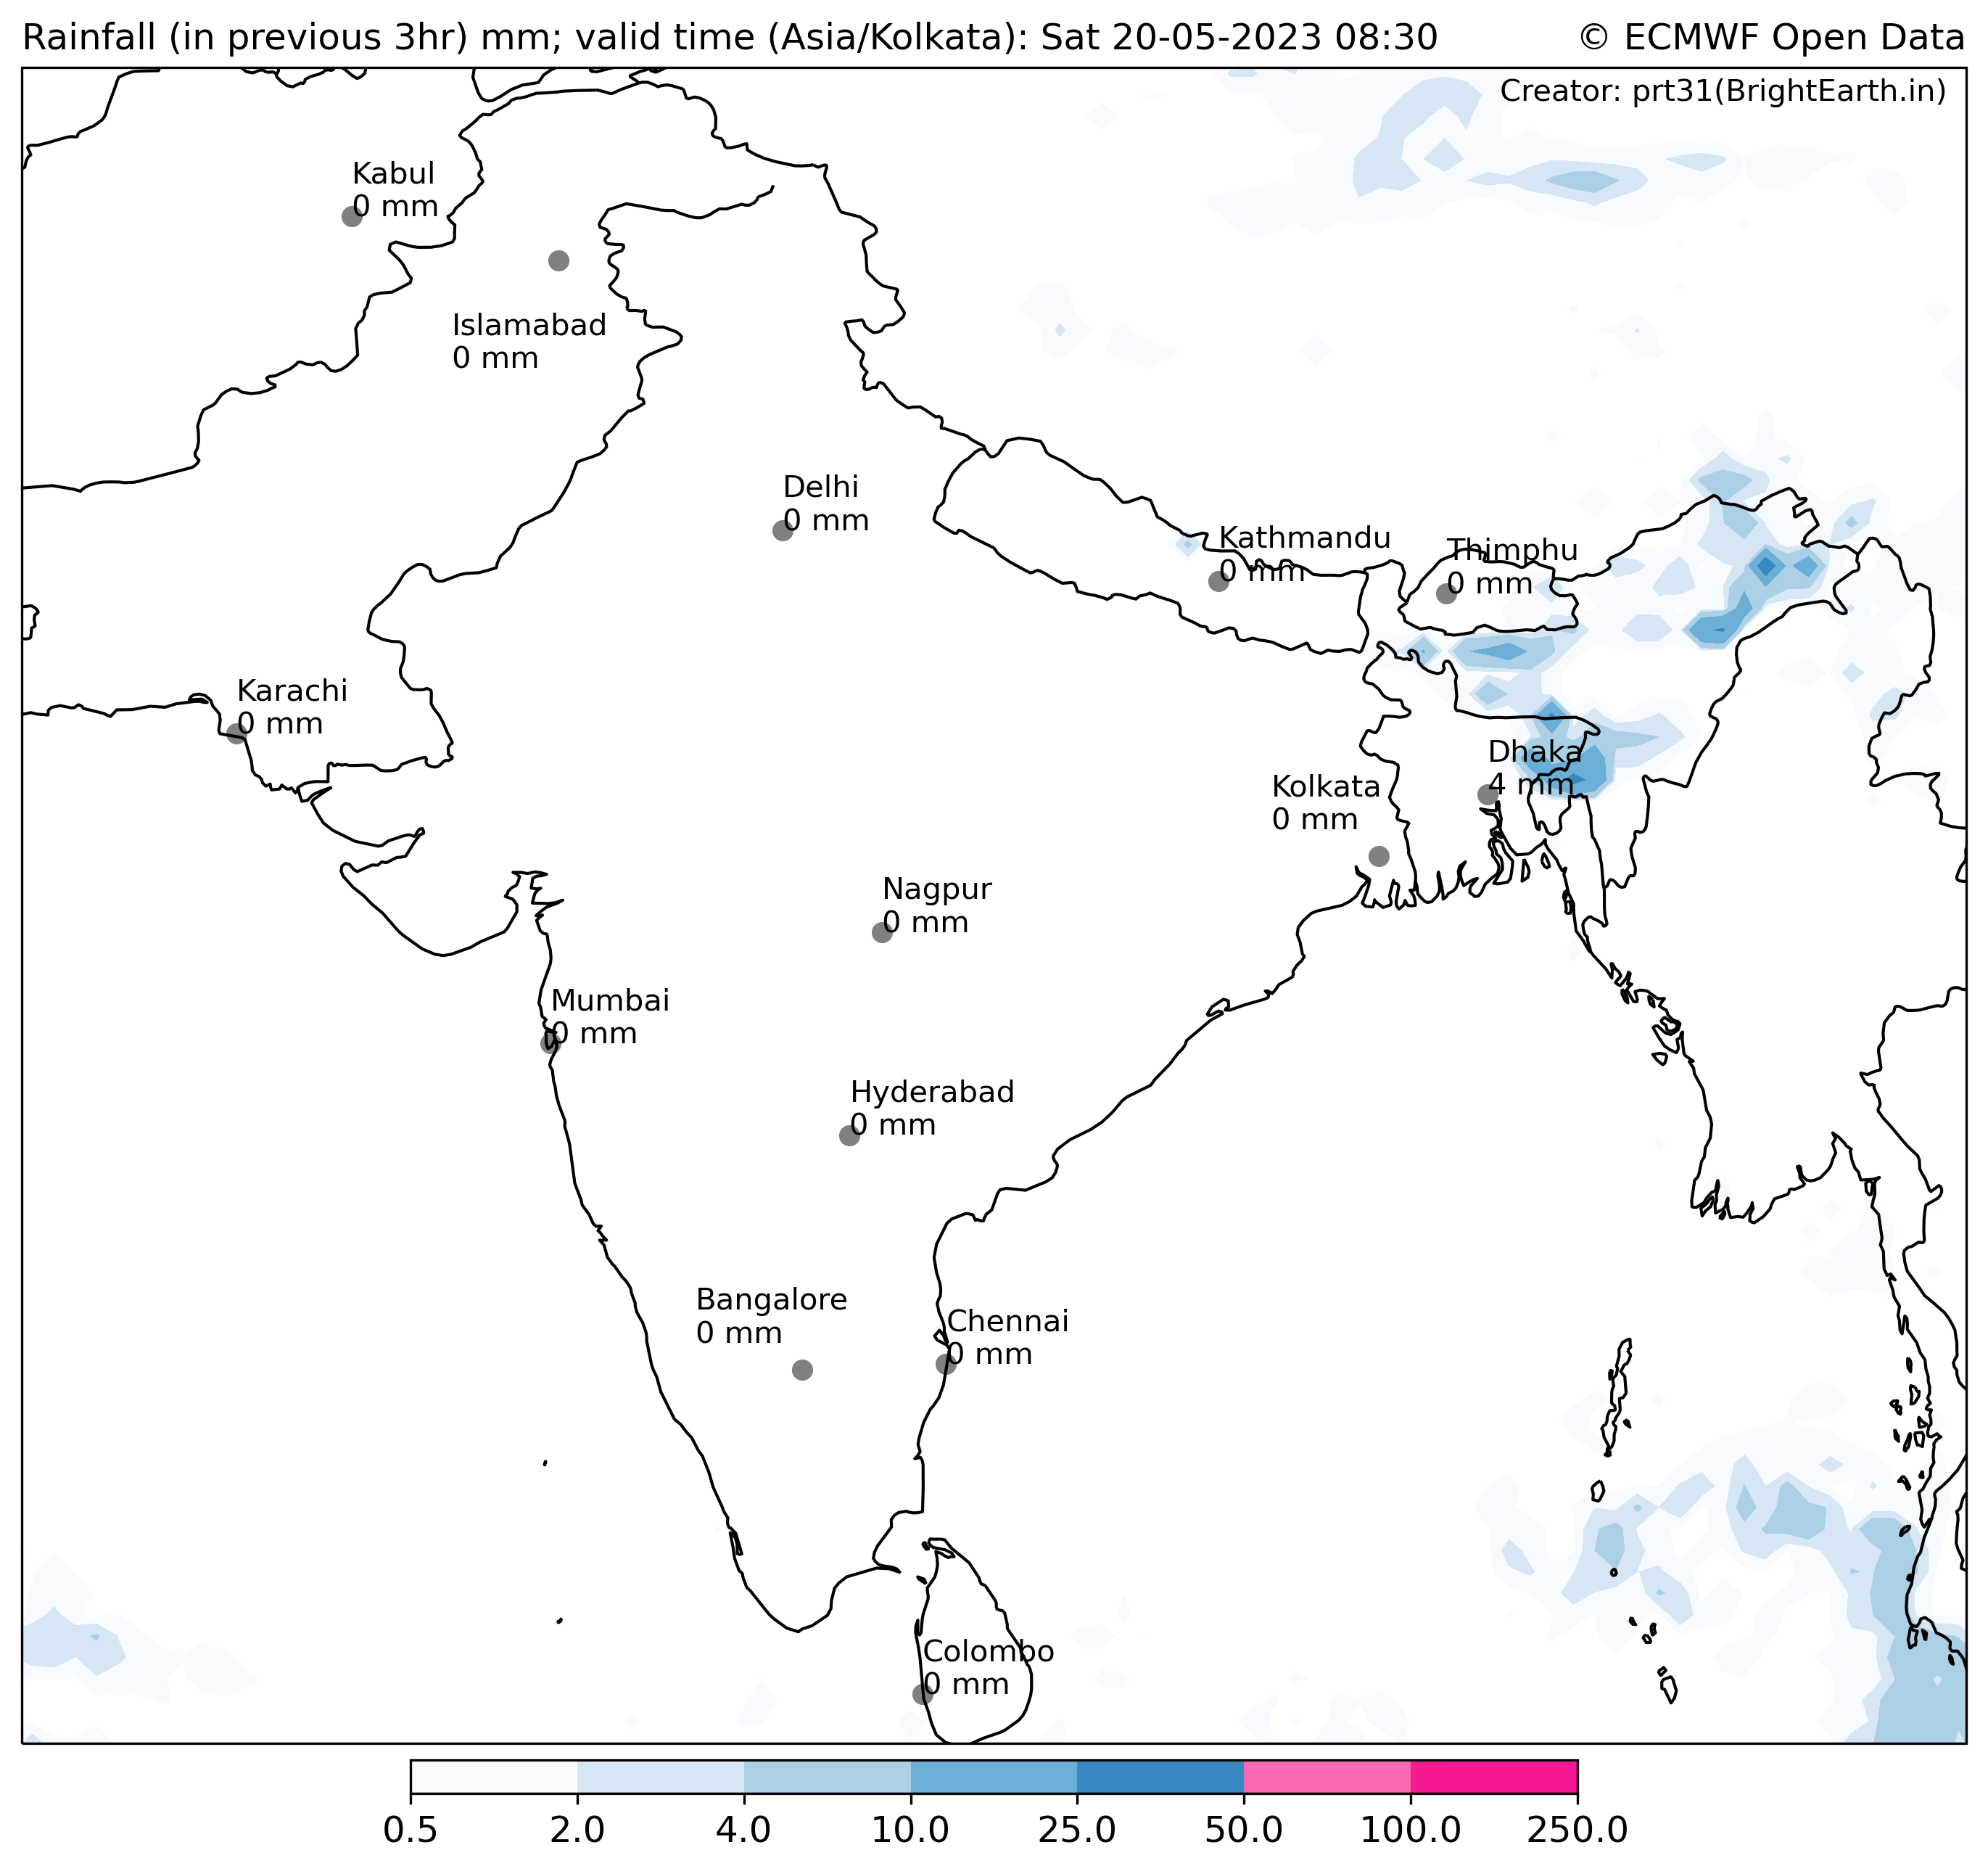 Rainfall (in previous 3hr) mm; valid time (Asia/Kolkata): Sat 20-05-2023 08:30
© ECMWF Open Data
Creator: prt31(BrightEarth.in)
Kabul
0 mm
Islamabad
0 mm
Delhi
0 mm
Kathmandu
0 mm
Thimphu
0 mm
Karachi
0 mm
Dhaka
4 mm
Kolkata
0 mm
Nagpur
0 mm
Mumbai
0 mm
Hyderabad
0 mm
Bangalore
0 mm
Chennai
0 mm
Colombo
0 mm
0.5 2.0 4.0 10.0 25.0 50.0 100.0 250.0